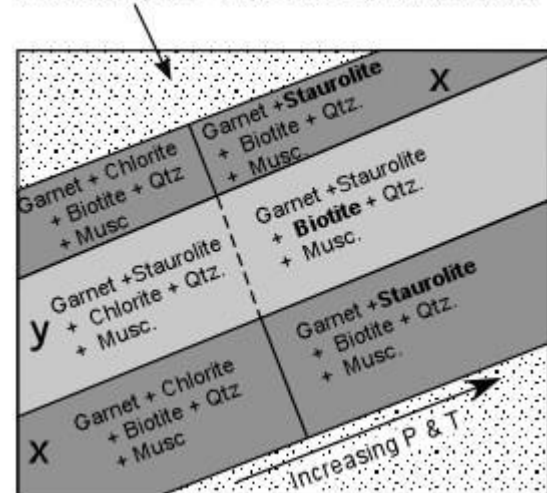 Garnet + Chlorite
+ Biotite + Qtz
+ Musc
Garnet +Staurolite
+ Biotite + Qtz.
+ Musc.
x
y
Garnet +Staurolite
+ Chlorite + Qtz.
+ Musc.
Garnet +Staurolite
+ Biotite + Qtz.
+ Musc.
x
Garnet + Chlorite
+ Biotite + Qtz
+ Musc
Garnet +Staurolite
+ Biotite + Qtz.
+ Musc.
Increasing P & T